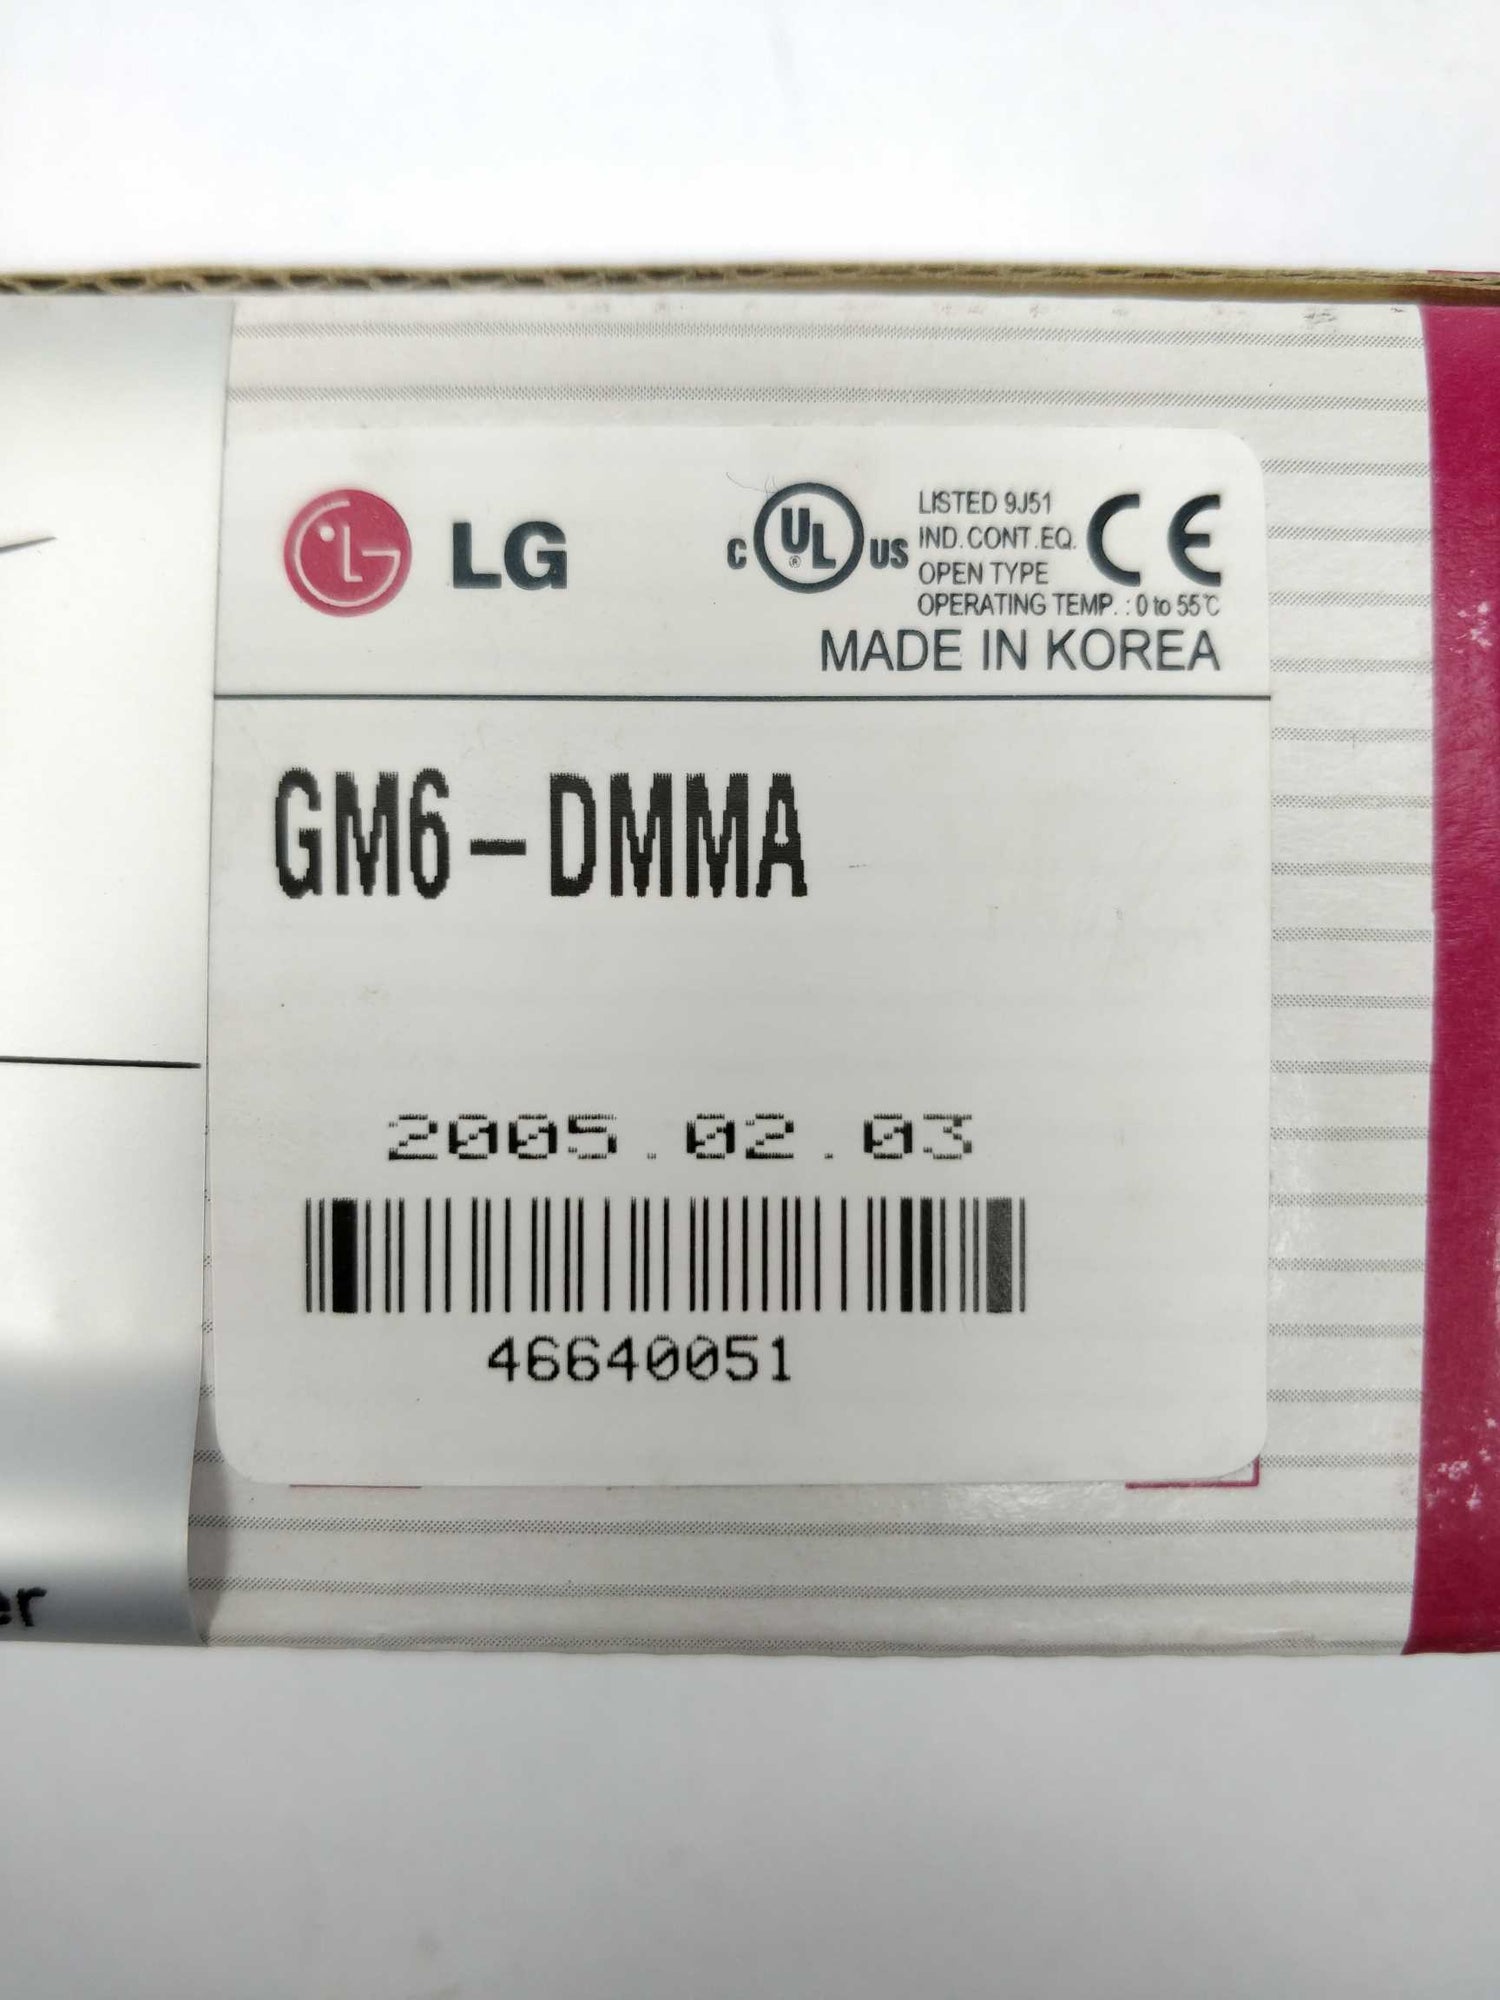 LG
C UL US
LISTED 9J51
IND. CONT. EQ.
OPEN TYPE
OPERATING TEMP. : 0 to 55℃
CE
MADE IN KOREA
GM6-DMMA
2005.02.03
46640051
er